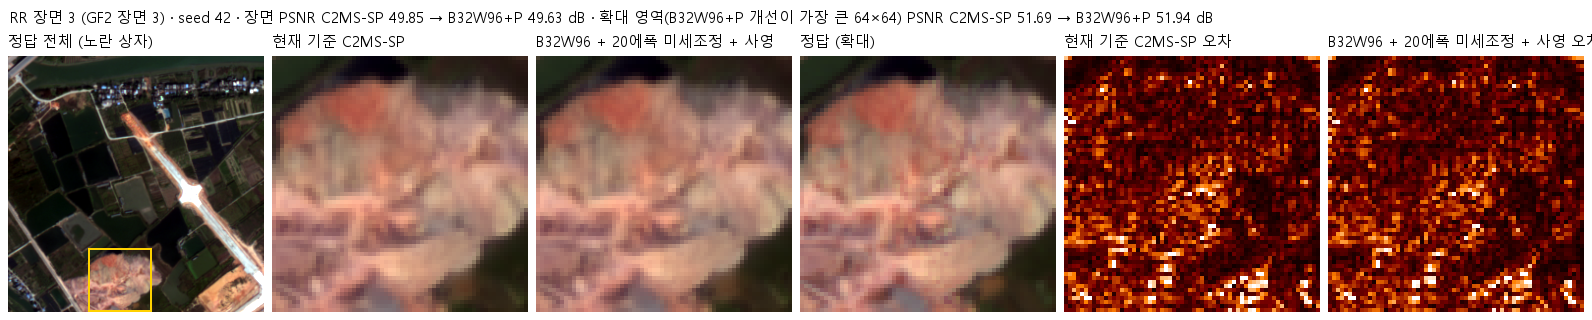 RR 장면 3 (GF2 장면 3) · seed 42 · 장면 PSNR C2MS-SP 49.85 → B32W96+P 49.63 dB · 확대 영역(B32W96+P 개선이 가장 큰 64×64) PSNR C2MS-SP 51.69 → B32W96+P 51.94 dB
정답 전체 (노란 상자)
현재 기준 C2MS-SP
B32W96 + 20에폭 미세조정 + 사영
정답 (확대)
현재 기준 C2MS-SP 오차
B32W96 + 20에폭 미세조정 + 사영 오차